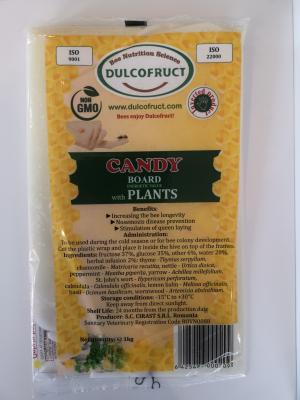 ISO
9001
Bee Nutrition Science
DULCOFRUCT
ISO
22000
NON
GMO
www.dulcofruct.com
Bees enjoy Dulcofruct!
CANDY
BOARD
ENERGETIC VALUE
with PLANTS
Benefits:
►Increasing the bee longevity
►Nosemosis disease prevention
►Stimulation of queen laying
Administration:
To be used during the cold season or for bee colony development.
Cut the plastic wrap and place it inside the hive on top of the frames.
Ingredients: fructose 37%, glucose 35%, other 6%, water 20%,
herbal infusion 2%: thyme - Thymus serpyllum,
chamomile - Matricaria recutita, nettle - Urtica dioica,
peppermint - Mentha piperita, yarrow - Achillea millefolium,
St. John's wort - Hypericum perforatum,
calendula - Calendula officinalis, lemon balm - Melissa officinalis,
basil - Ocimum basilicum, wormwood - Artemisia absinthium.
Storage conditions: -15°C to +30°C
Keep away from direct sunlight.
Shelf Life: 24 months from the production date
Producer: S.C. CIRAST S.R.L. Romania
Sanitary Veterinary Registration Code
Net quantity: 1kg